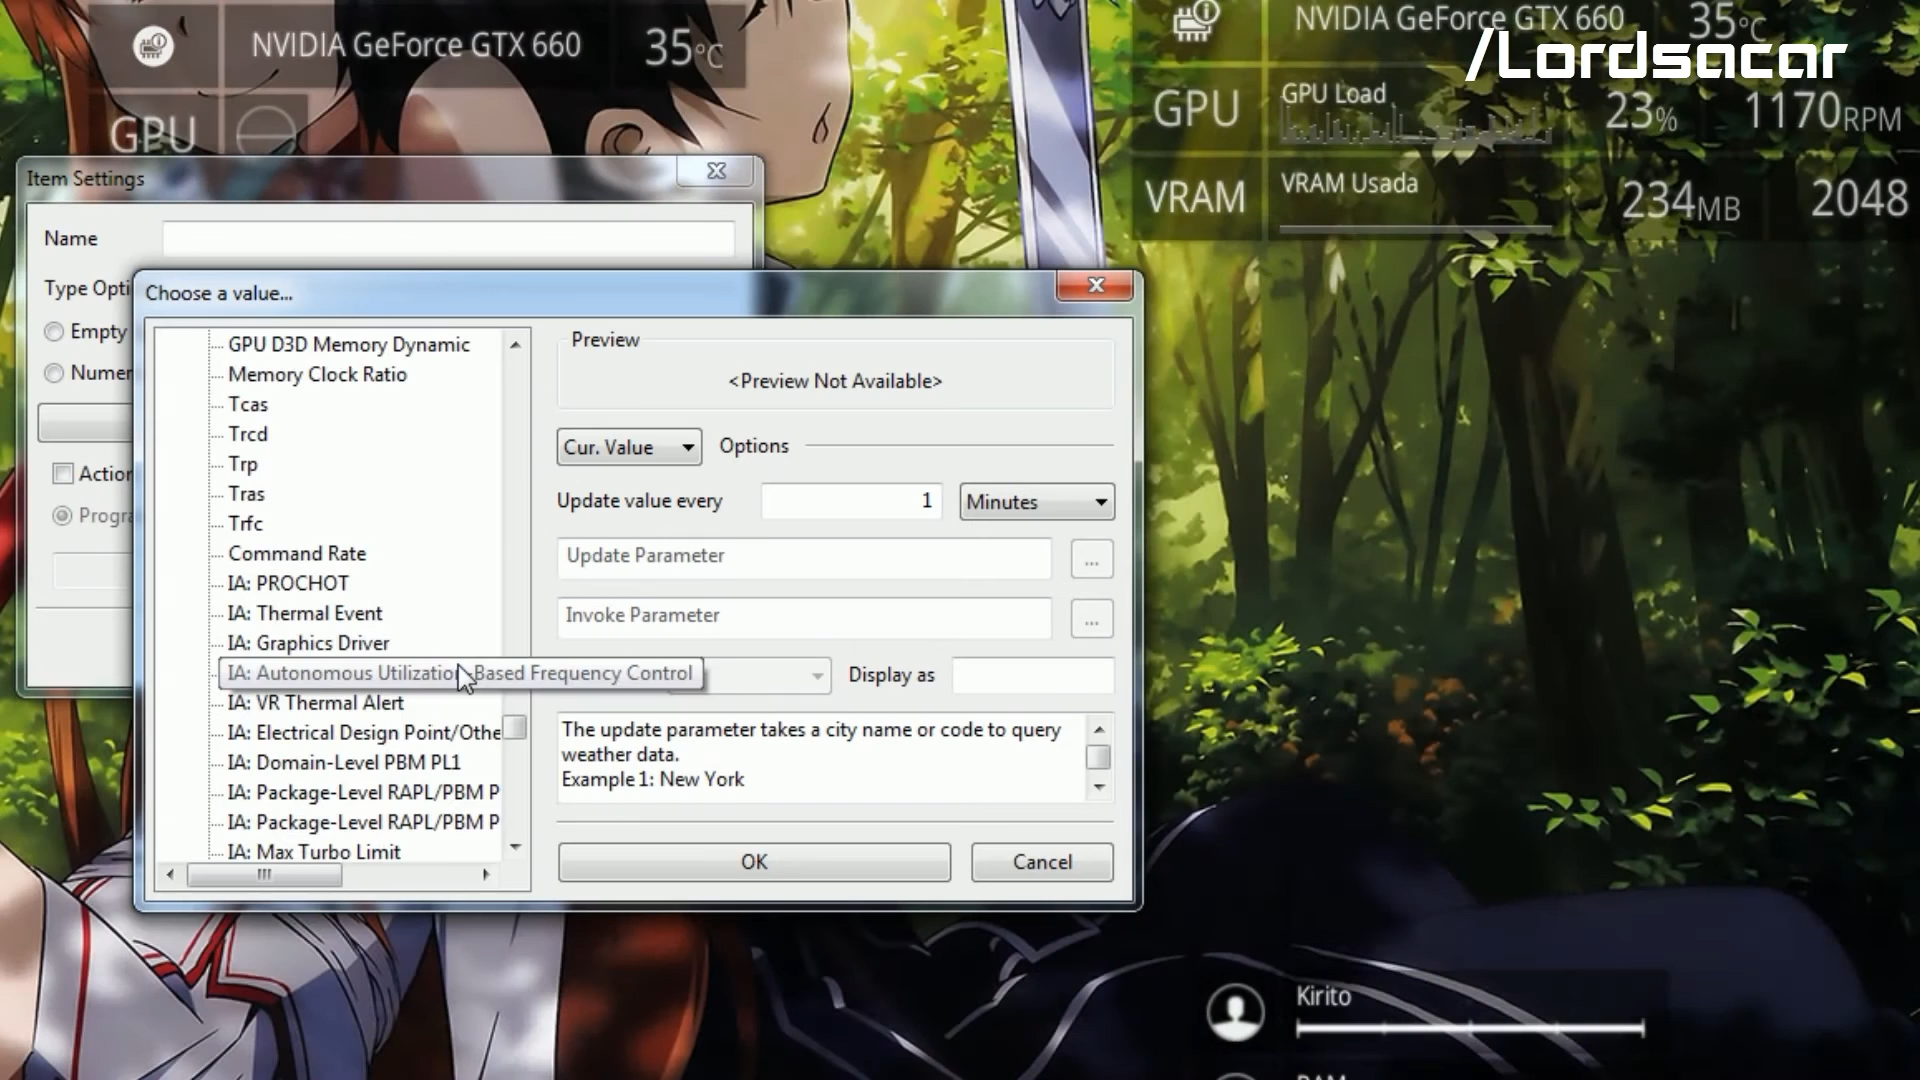 NVIDIA GeForce GTX 660
35°C
GPU
NVIDIA GeForce GTX 660
35°C
/Lordsacar
GPU
GPU Load
23%
1170RPM
VRAM
VRAM Usada
234MB
2048
Item Settings
Name
Type Opti
Empty
Numer
Action
Progra
Choose a value...
GPU D3D Memory Dynamic
Memory Clock Ratio
Tcas
Trcd
Trp
Tras
Trfc
Command Rate
IA: PROCHOT
IA: Thermal Event
IA: Graphics Driver
IA: Autonomous Utilization-Based Frequency Control
IA: VR Thermal Alert
IA: Electrical Design Point/Othe
IA: Domain-Level PBM PL1
IA: Package-Level RAPL/PBM P
IA: Package-Level RAPL/PBM P
IA: Max Turbo Limit
Preview
<Preview Not Available>
Cur. Value
Options
Update value every
1
Minutes
Update Parameter
...
Invoke Parameter
...
Display as
The update parameter takes a city name or code to query
weather data.
Example 1: New York
OK
Cancel
Kirito